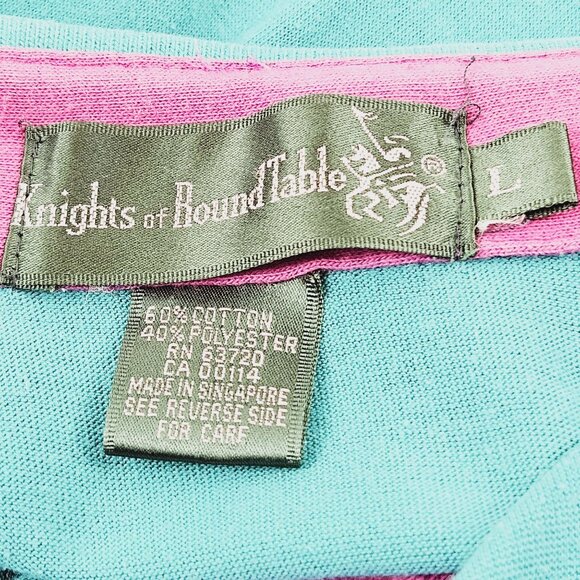 Knights of Round Table ®
L
60% COTTON
40% POLYESTER
RN 63720
CA 00114
MADE IN SINGAPORE
SEE REVERSE SIDE
FOR CARE